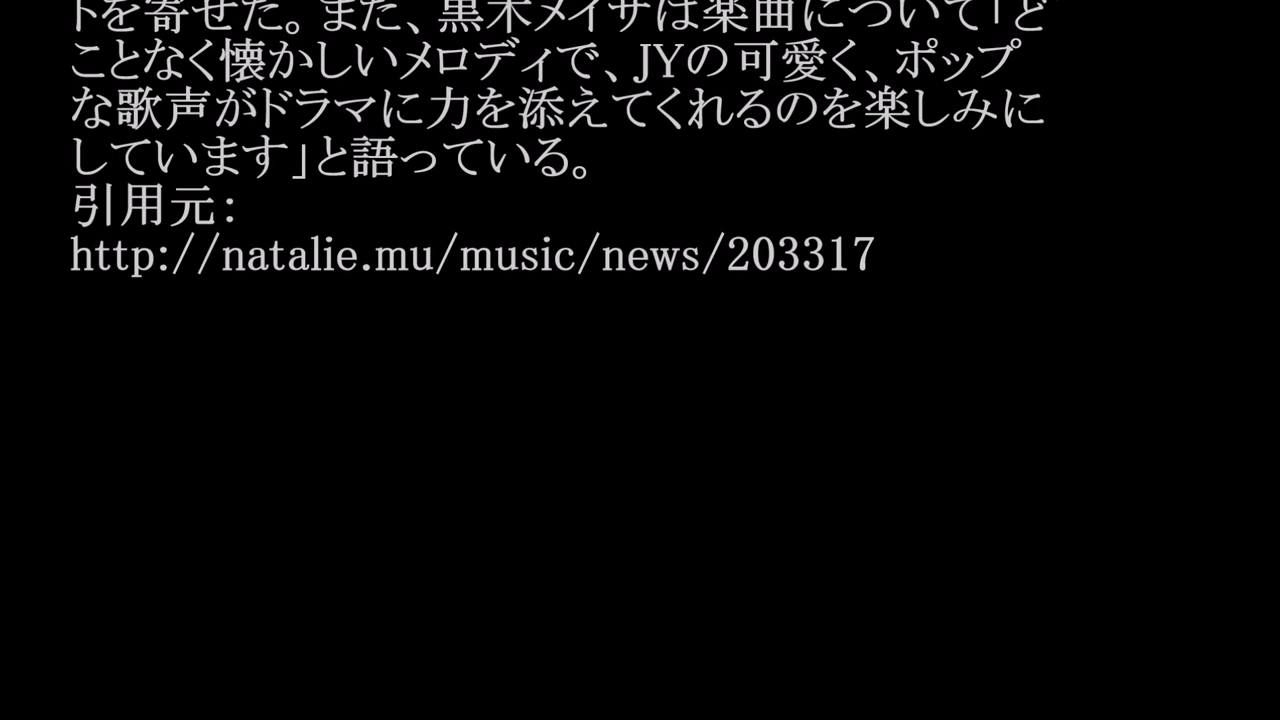 トを寄せた。また、黒木メイサは楽曲について「ど
ことなく懐かしいメロディで、JYの可愛く、ポップ
な歌声がドラマに力を添えてくれるのを楽しみに
しています」と語っている。
引用元：
http://natalie.mu/music/news/203317